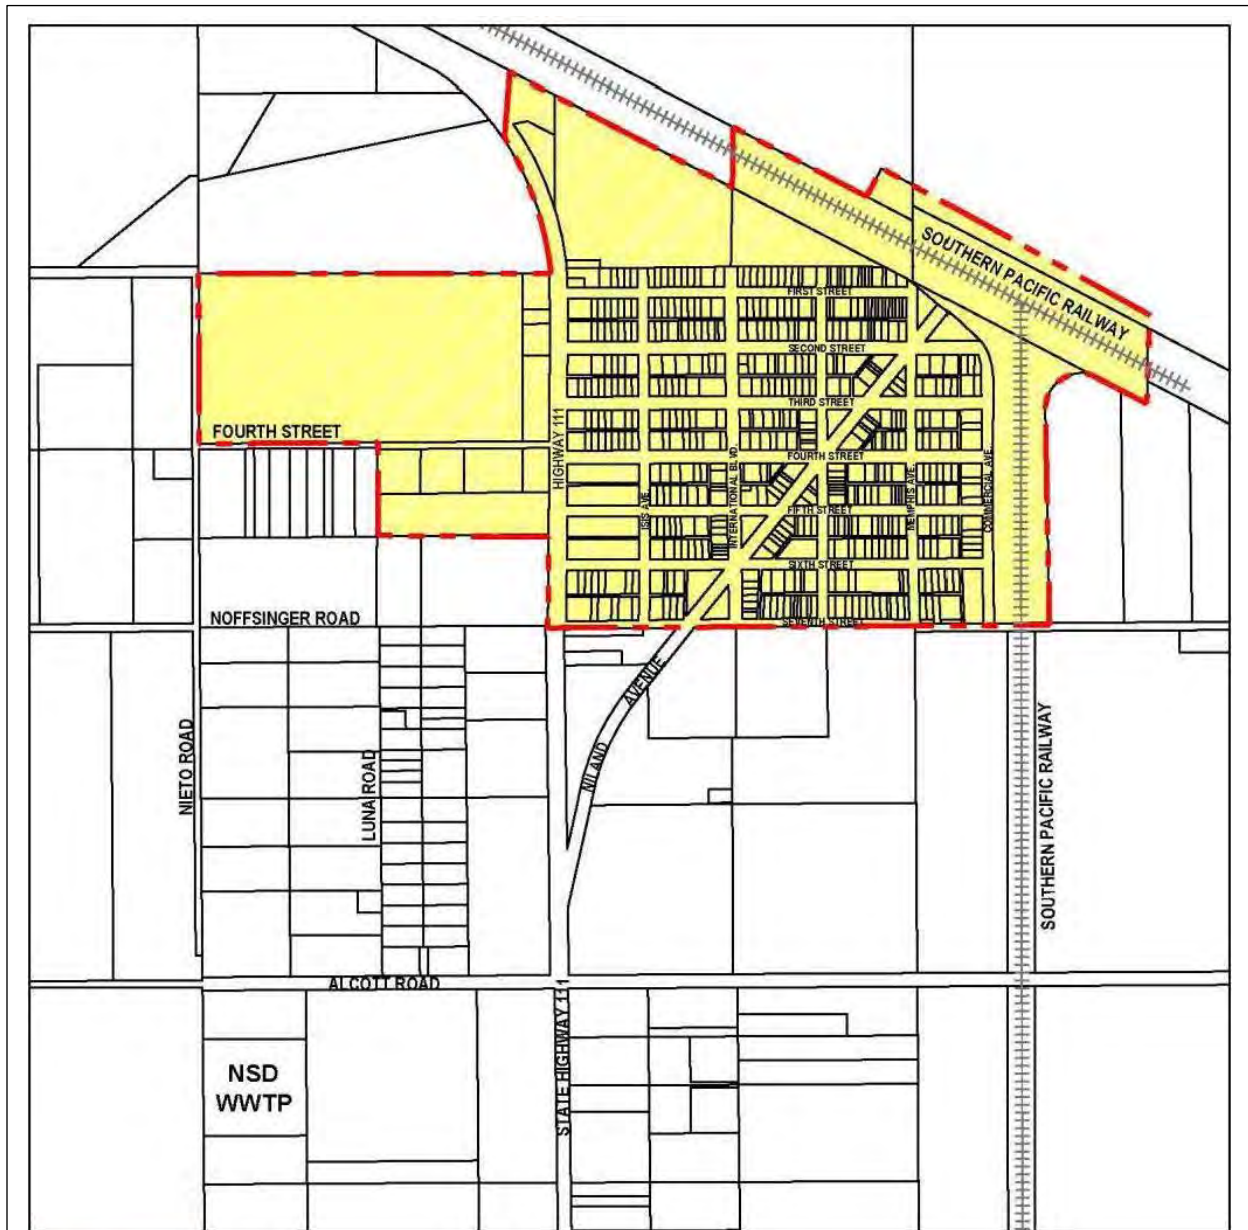 SOUTHERN PACIFIC RAILWAY
FIRST STREET
SECOND STREET
THIRD STREET
FOURTH STREET
HIGHWAY 111
FOURTH STREET
ISIS AVE.
INTERNATIONAL BLVD.
MEMPHIS AVE.
COMMERCIAL AVE.
FIFTH STREET
SIXTH STREET
NOFFSINGER ROAD
SEVENTH STREET
NILAND AVENUE
NIETO ROAD
LUNA ROAD
SOUTHERN PACIFIC RAILWAY
ALCOTT ROAD
STATE HIGHWAY 111
NSD
WWTP